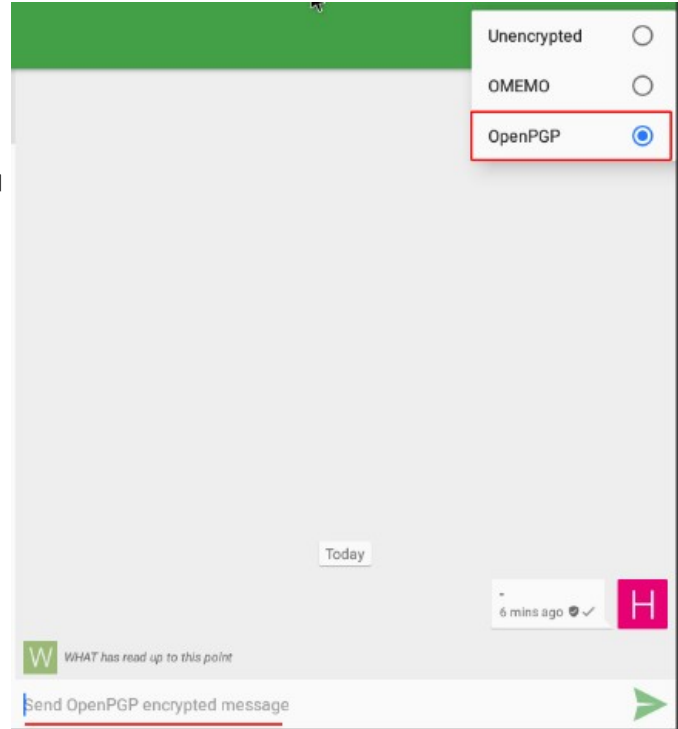 Unencrypted
OMEMO
OpenPGP
Today
-
6 mins ago
H
W
WHAT has read up to this point
Send OpenPGP encrypted message